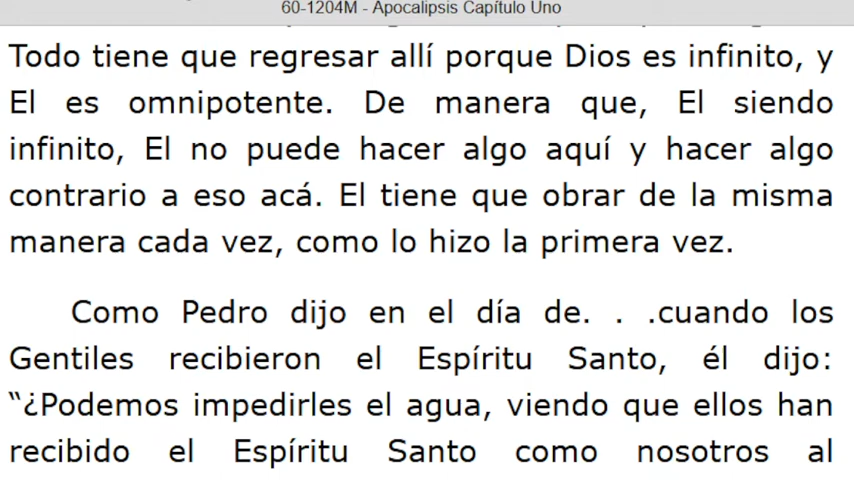 60-1204M - Apocalipsis Capítulo Uno
Todo tiene que regresar allí porque Dios es infinito, y
El es omnipotente. De manera que, El siendo
infinito, El no puede hacer algo aquí y hacer algo
contrario a eso acá. El tiene que obrar de la misma
manera cada vez, como lo hizo la primera vez.
Como Pedro dijo en el día de. . .cuando los
Gentiles recibieron el Espíritu Santo, él dijo:
“¿Podemos impedirles el agua, viendo que ellos han
recibido el Espíritu Santo como nosotros al